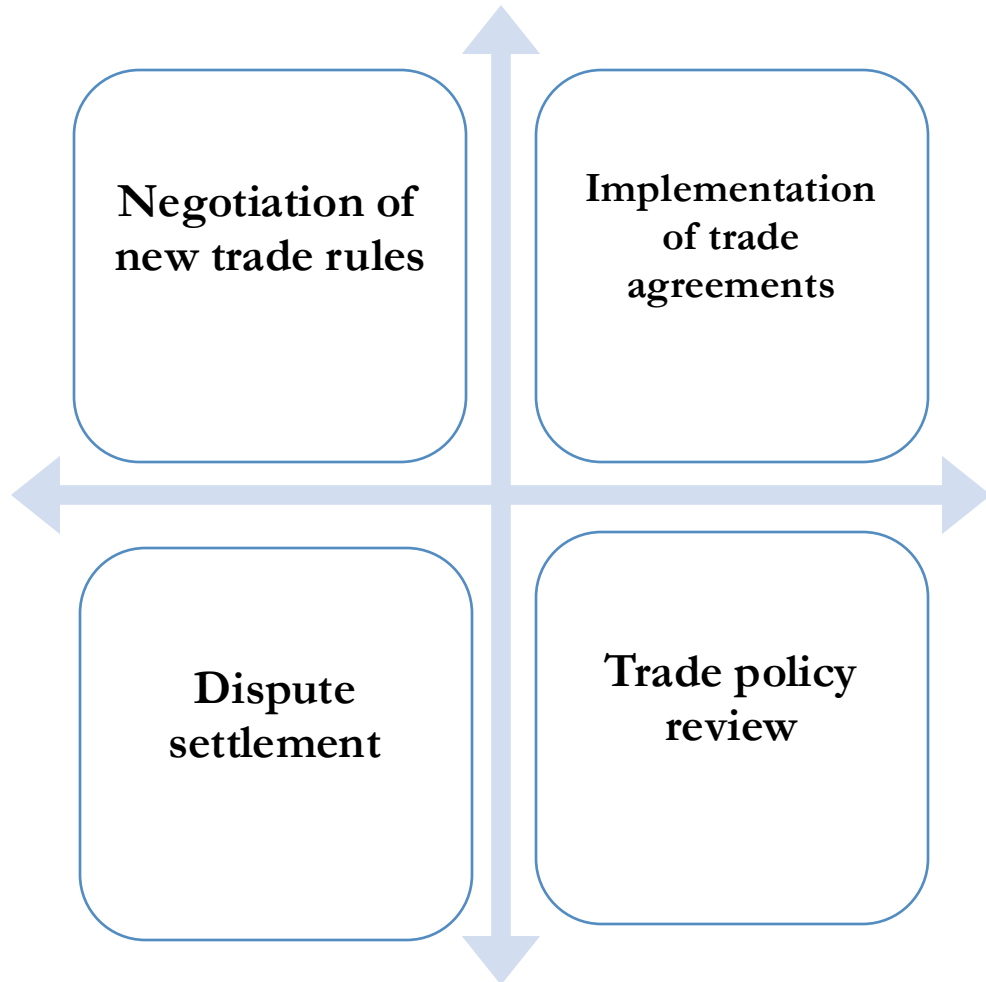 Negotiation of
new trade rules
Implementation
of trade
agreements
Dispute
settlement
Trade policy
review